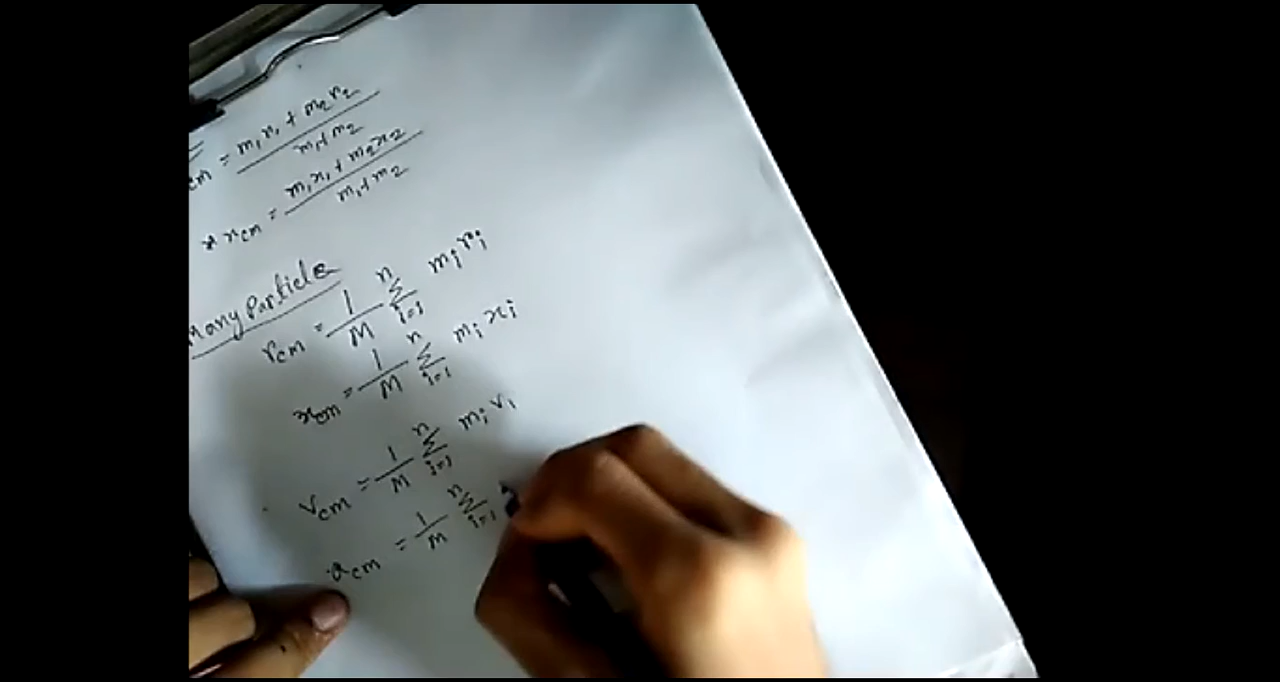 cm = m₁r₁ + m₂r₂ / m₁+m₂
* x_cm = m₁x₁ + m₂x₂ / m₁+m₂
Many Particle
r_cm = 1/M Σ_{i=1}^{n} m_i r_i
x_cm = 1/M Σ_{i=1}^{n} m_i x_i
v_cm = 1/M Σ_{i=1}^{n} m_i v_i
a_cm = 1/M Σ_{i=1}^{n}